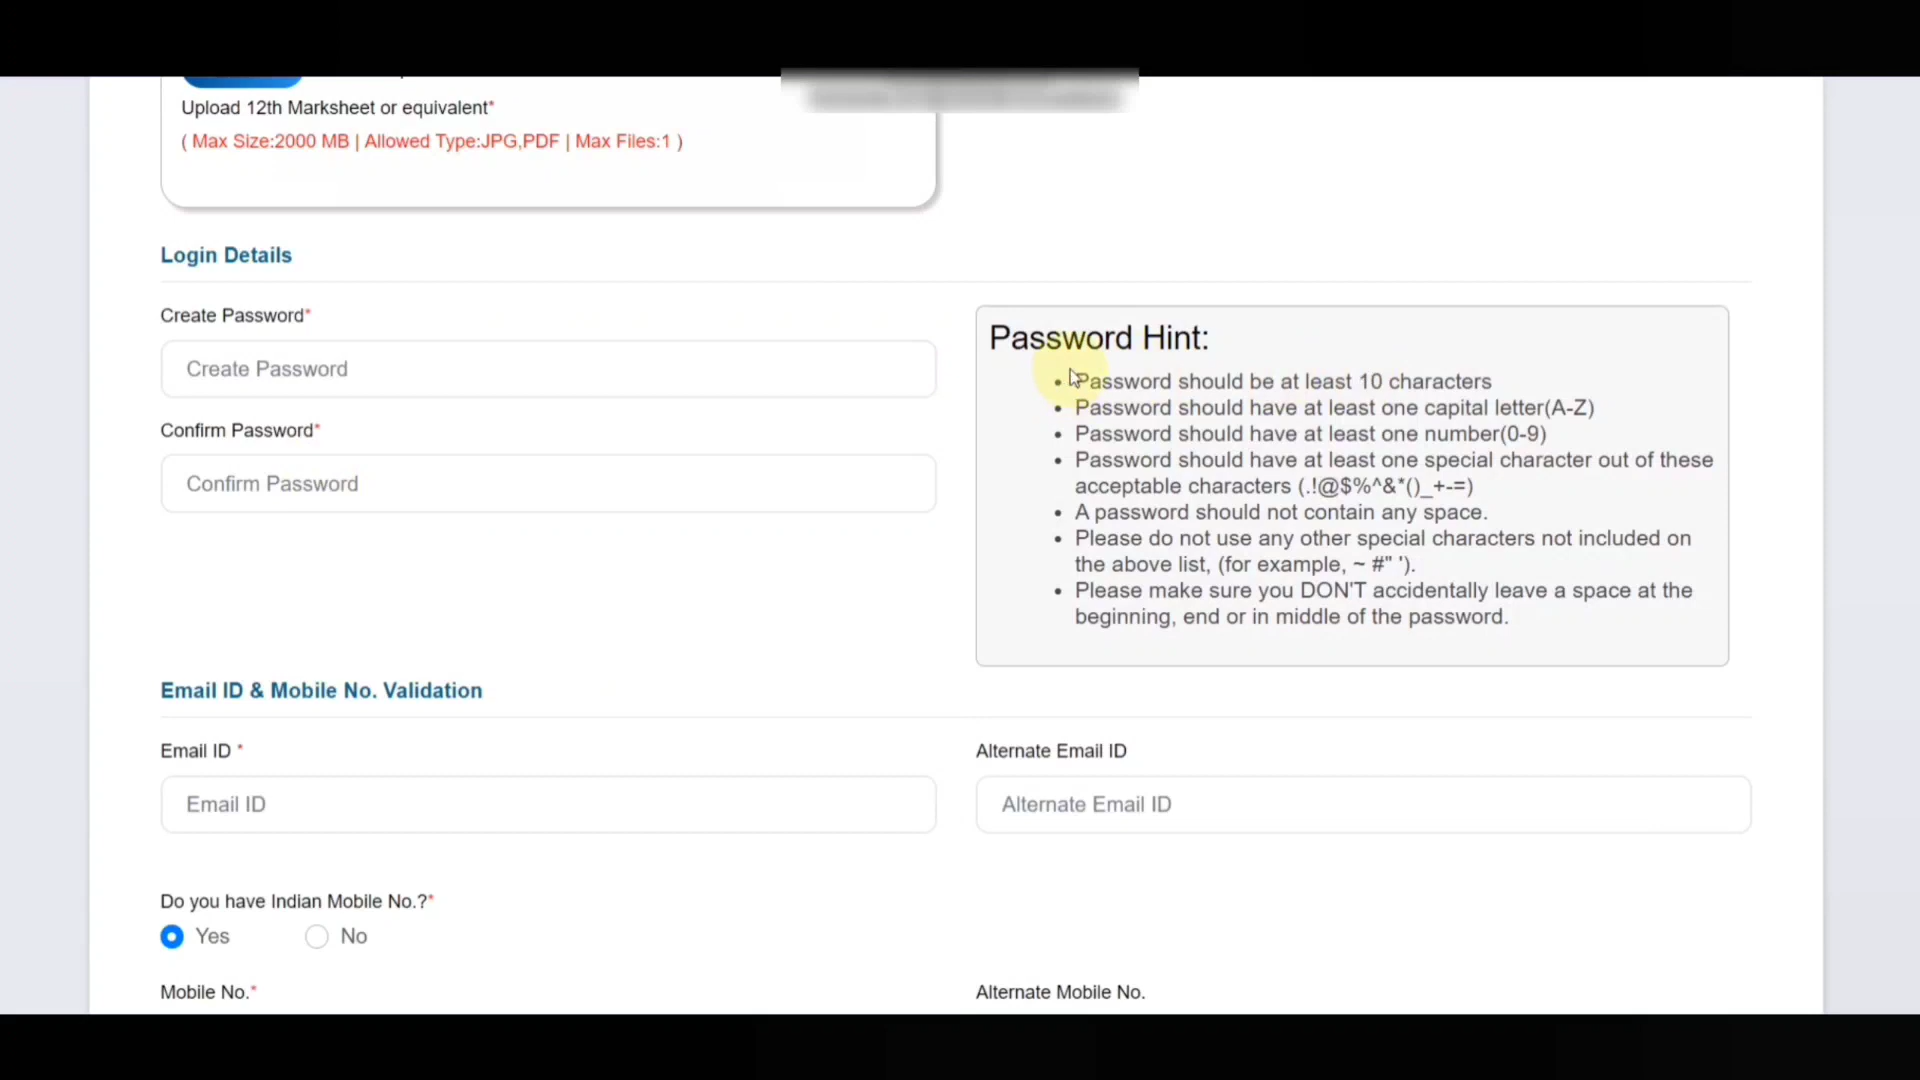 Upload 12th Marksheet or equivalent*
( Max Size:2000 MB | Allowed Type:JPG,PDF | Max Files:1 )
Login Details
Create Password*
Create Password
Confirm Password*
Confirm Password
Password Hint:
• Password should be at least 10 characters
• Password should have at least one capital letter(A-Z)
• Password should have at least one number(0-9)
• Password should have at least one special character out of these
acceptable characters (.!@$%^&*()_+-=)
• A password should not contain any space.
• Please do not use any other special characters not included on
the above list, (for example, ~ #" ').
• Please make sure you DON'T accidentally leave a space at the
beginning, end or in middle of the password.
Email ID & Mobile No. Validation
Email ID *
Email ID
Alternate Email ID
Alternate Email ID
Do you have Indian Mobile No.?*
Yes No
Mobile No.*
Alternate Mobile No.